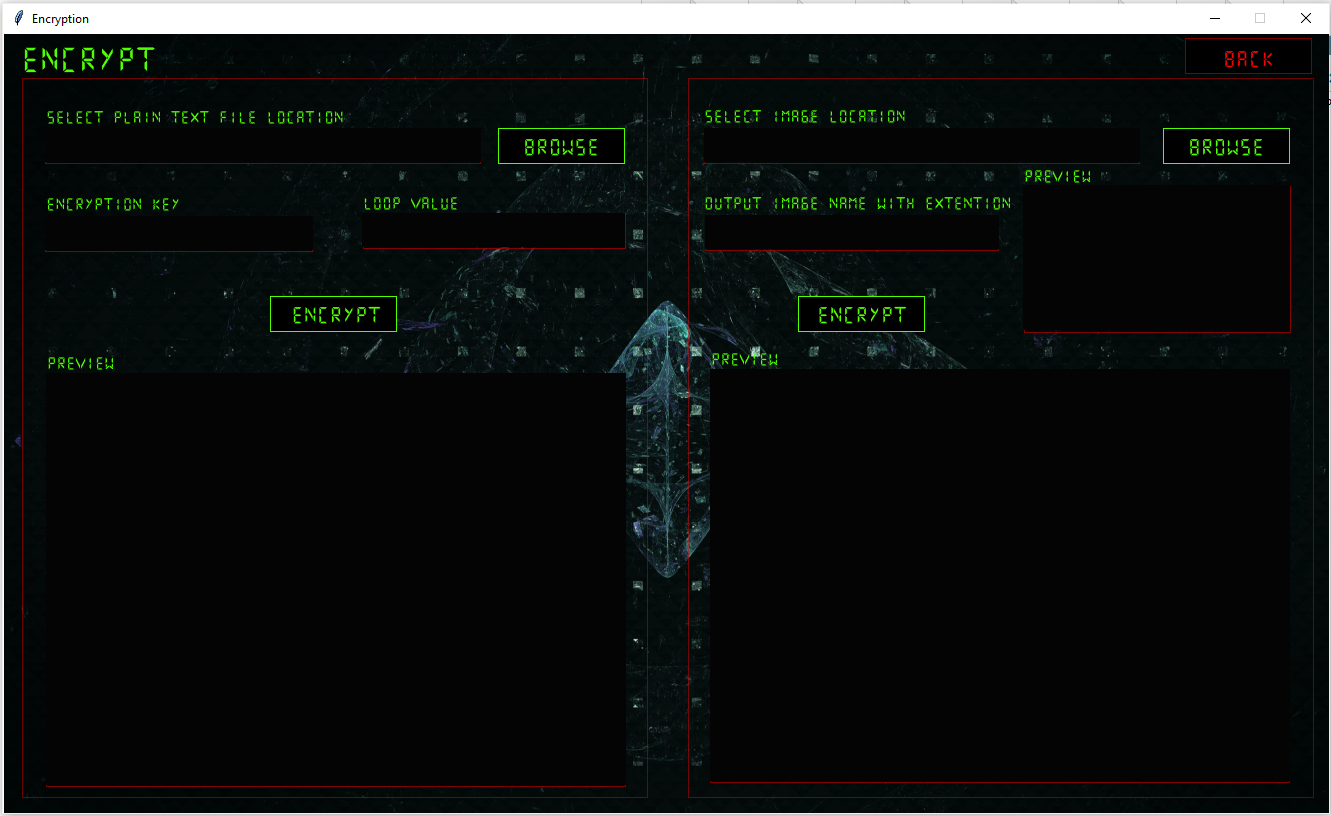 Encryption
ENCRYPT
BACK
SELECT PLAIN TEXT FILE LOCATION
BROWSE
ENCRYPTION KEY
LOOP VALUE
ENCRYPT
PREVIEW
SELECT IMAGE LOCATION
BROWSE
PREVIEW
OUTPUT IMAGE NAME WITH EXTENTION
ENCRYPT
PREVIEW